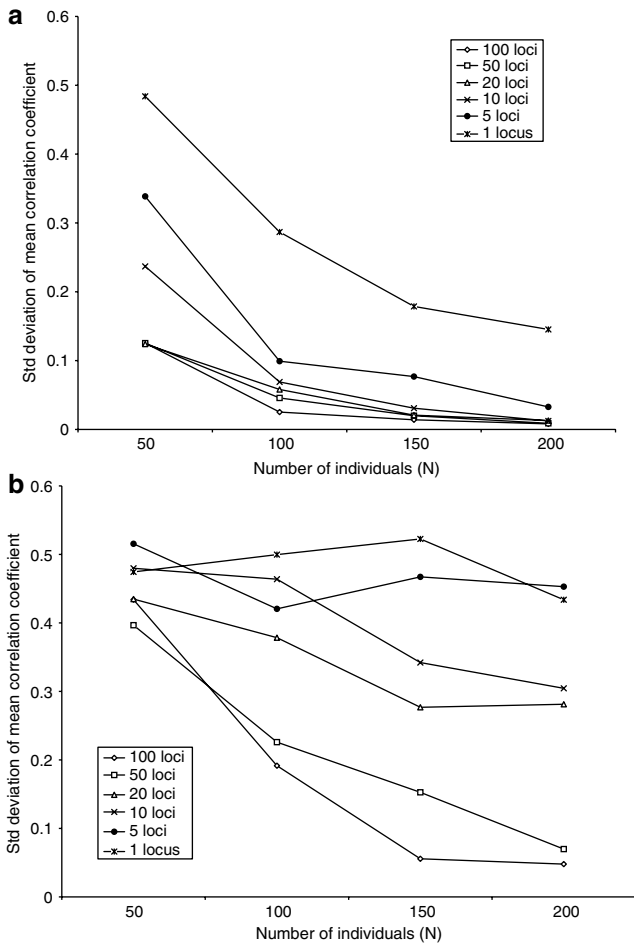 a
0.6
0.5
0.4
0.3
0.2
0.1
0
Std deviation of mean correlation coefficient
100 loci
50 loci
20 loci
10 loci
5 loci
1 locus
50 100 150 200
Number of individuals (N)
b
0.6
0.5
0.4
0.3
0.2
0.1
0
Std deviation of mean correlation coefficient
100 loci
50 loci
20 loci
10 loci
5 loci
1 locus
50 100 150 200
Number of individuals (N)